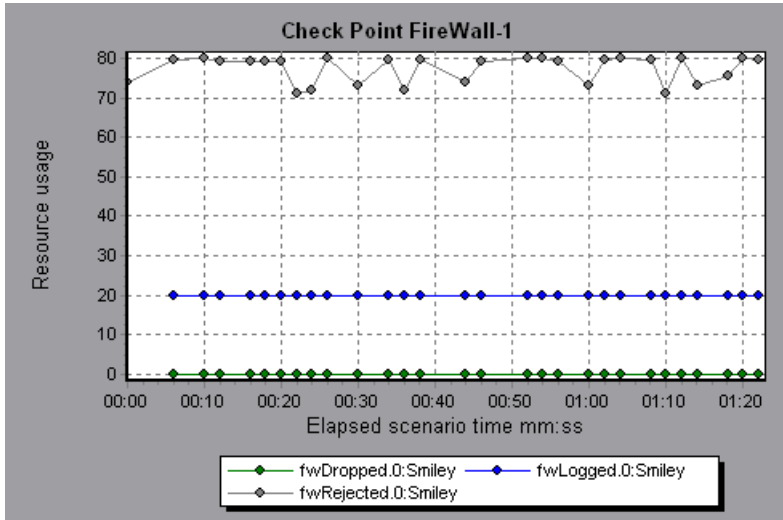 Check Point FireWall-1
Resource usage
80
70
60
50
40
30
20
10
0
00:00 00:10 00:20 00:30 00:40 00:50 01:00 01:10 01:20
Elapsed scenario time mm:ss
fwDropped.0:Smiley fwLogged.0:Smiley
fwRejected.0:Smiley